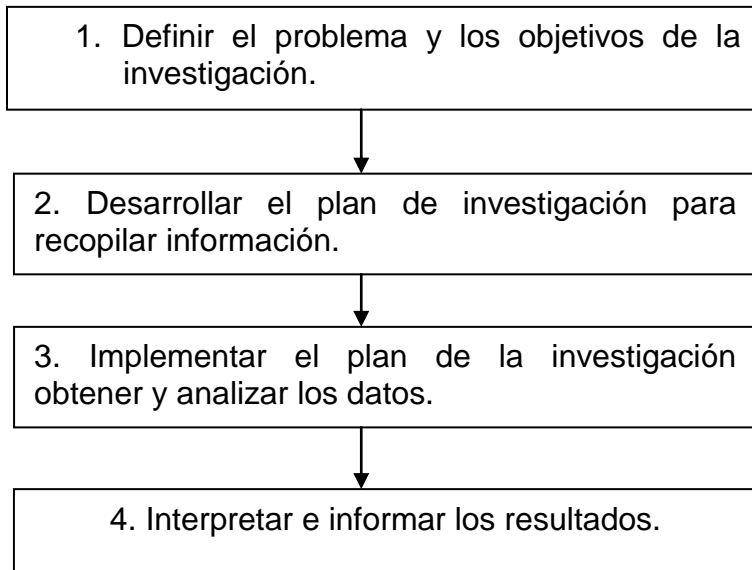 1. Definir el problema y los objetivos de la
investigación.
2. Desarrollar el plan de investigación para
recopilar información.
3. Implementar el plan de la investigación
obtener y analizar los datos.
4. Interpretar e informar los resultados.